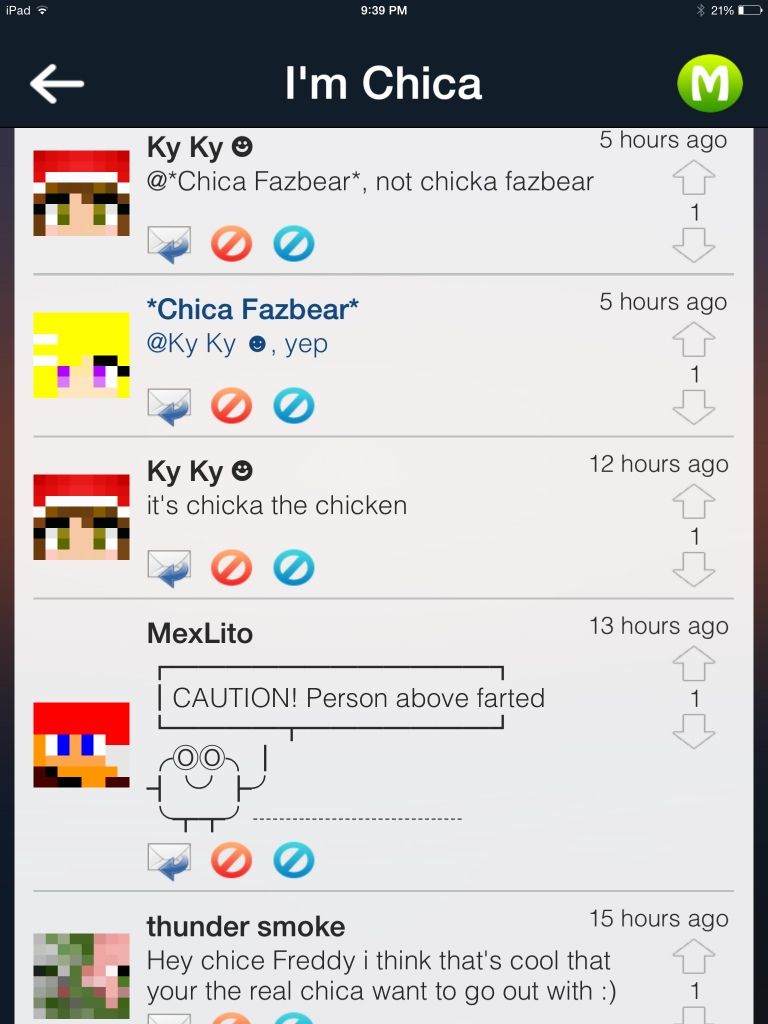 iPad 9:39 PM 21%
I'm Chica
M
Ky Ky ☻ 5 hours ago
@*Chica Fazbear*, not chicka fazbear
1
*Chica Fazbear* 5 hours ago
@Ky Ky ☻, yep
1
Ky Ky ☻ 12 hours ago
it's chicka the chicken
1
MexLito 13 hours ago
CAUTION! Person above farted
1
thunder smoke 15 hours ago
Hey chice Freddy i think that's cool that
your the real chica want to go out with :)
1